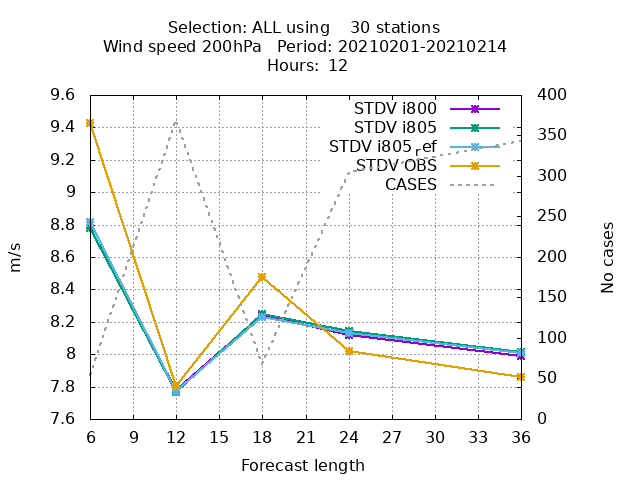 Selection: ALL using    30 stations
Wind speed 200hPa   Period: 20210201-20210214
Hours:  12
9.6
9.4
9.2
9
8.8
8.6
8.4
8.2
8
7.8
7.6
m/s
STDV i800
STDV i805
STDV i805ref
STDV OBS
CASES
400
350
300
250
200
150
100
50
0
No cases
6 9 12 15 18 21 24 27 30 33 36
Forecast length